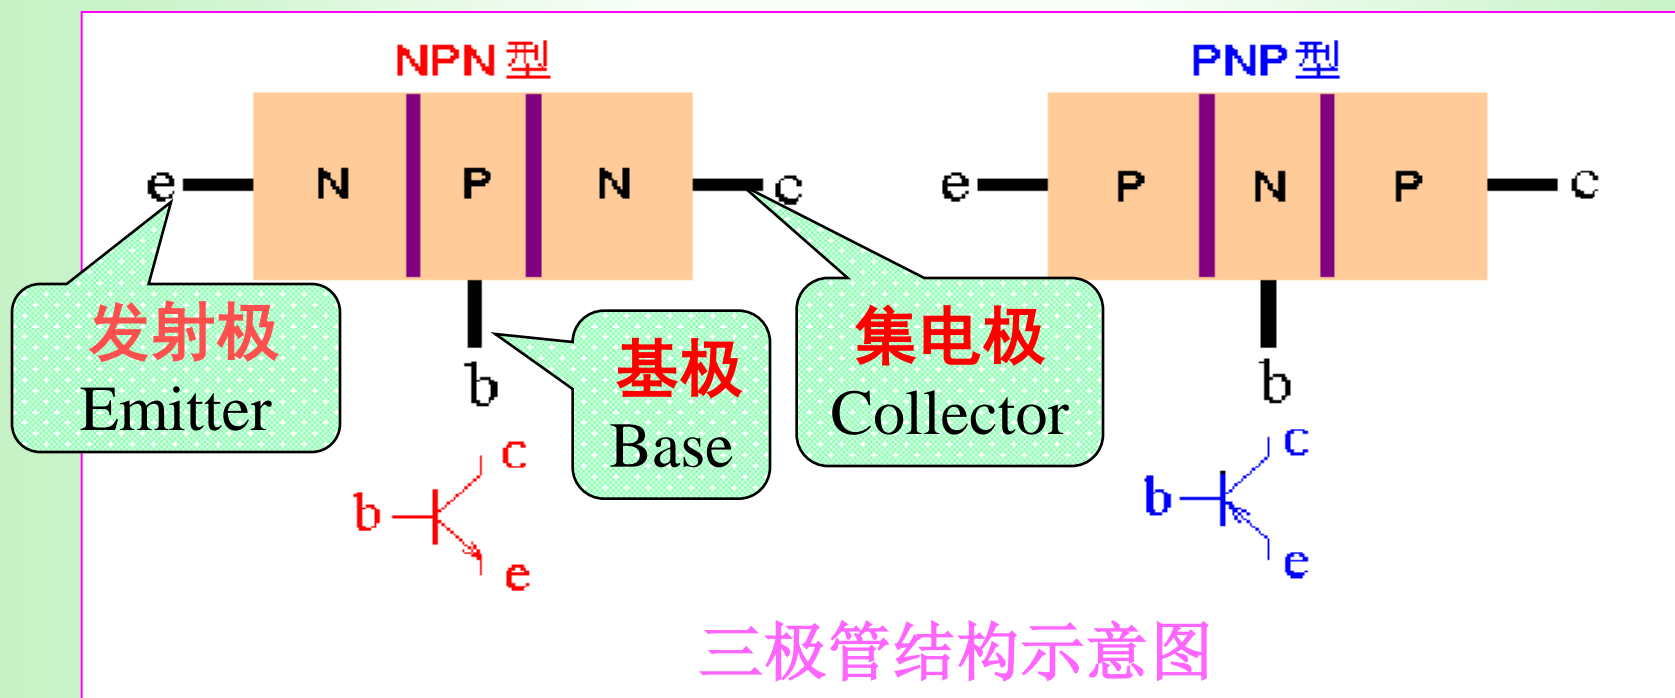 NPN型
PNP型
e N P N c
e P N P c
b
b
发射极
Emitter
基极
Base
集电极
Collector
c
b
e
c
b
e
三极管结构示意图